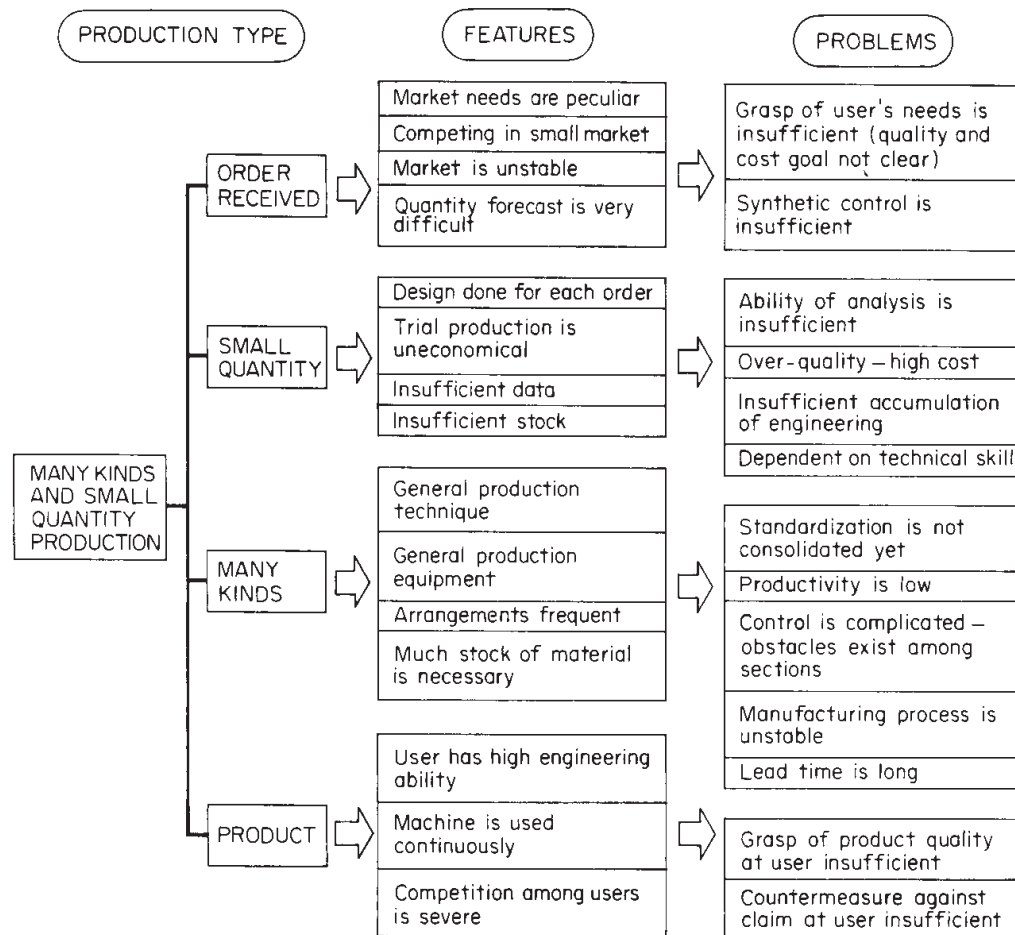 PRODUCTION TYPE
FEATURES
PROBLEMS
MANY KINDS
AND SMALL
QUANTITY
PRODUCTION
ORDER
RECEIVED
Market needs are peculiar
Competing in small market
Market is unstable
Quantity forecast is very
difficult
Grasp of user's needs is
insufficient (quality and
cost goal not clear)
Synthetic control is
insufficient
SMALL
QUANTITY
Design done for each order
Trial production is
uneconomical
Insufficient data
Insufficient stock
Ability of analysis is
insufficient
Over-quality – high cost
Insufficient accumulation
of engineering
Dependent on technical skill
MANY
KINDS
General production
technique
General production
equipment
Arrangements frequent
Much stock of material
is necessary
Standardization is not
consolidated yet
Productivity is low
Control is complicated –
obstacles exist among
sections
Manufacturing process is
unstable
Lead time is long
PRODUCT
User has high engineering
ability
Machine is used
continuously
Competition among users
is severe
Grasp of product quality
at user insufficient
Countermeasure against
claim at user insufficient